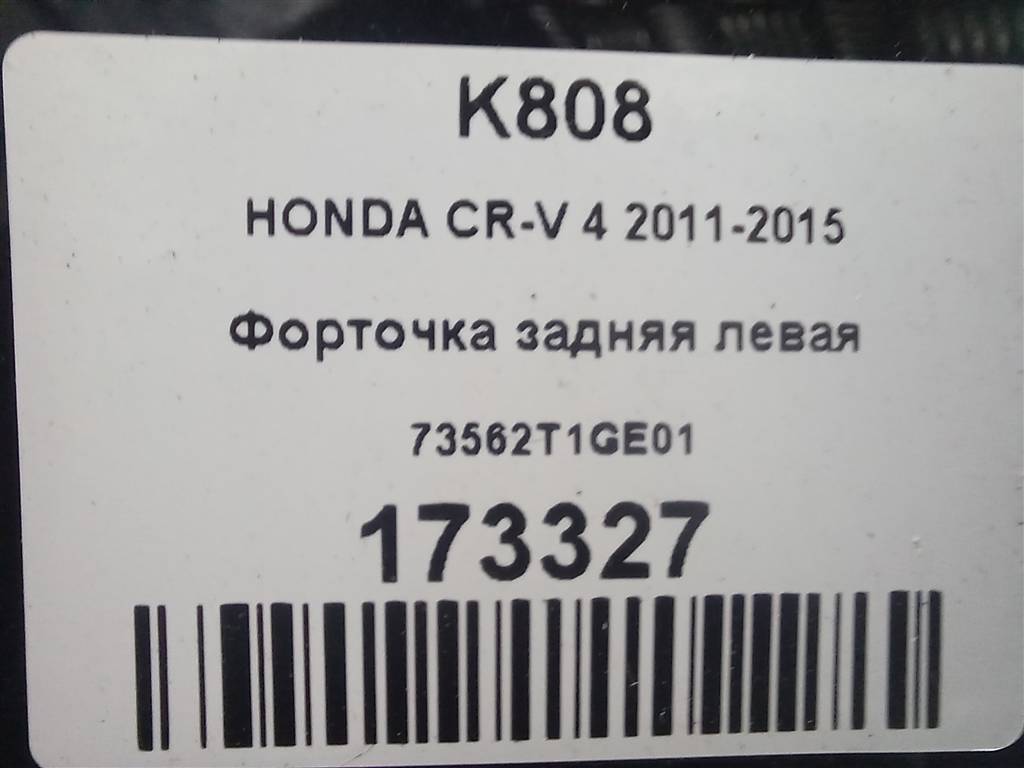 K808
HONDA CR-V 4 2011-2015
Форточка задняя левая
73562T1GE01
173327